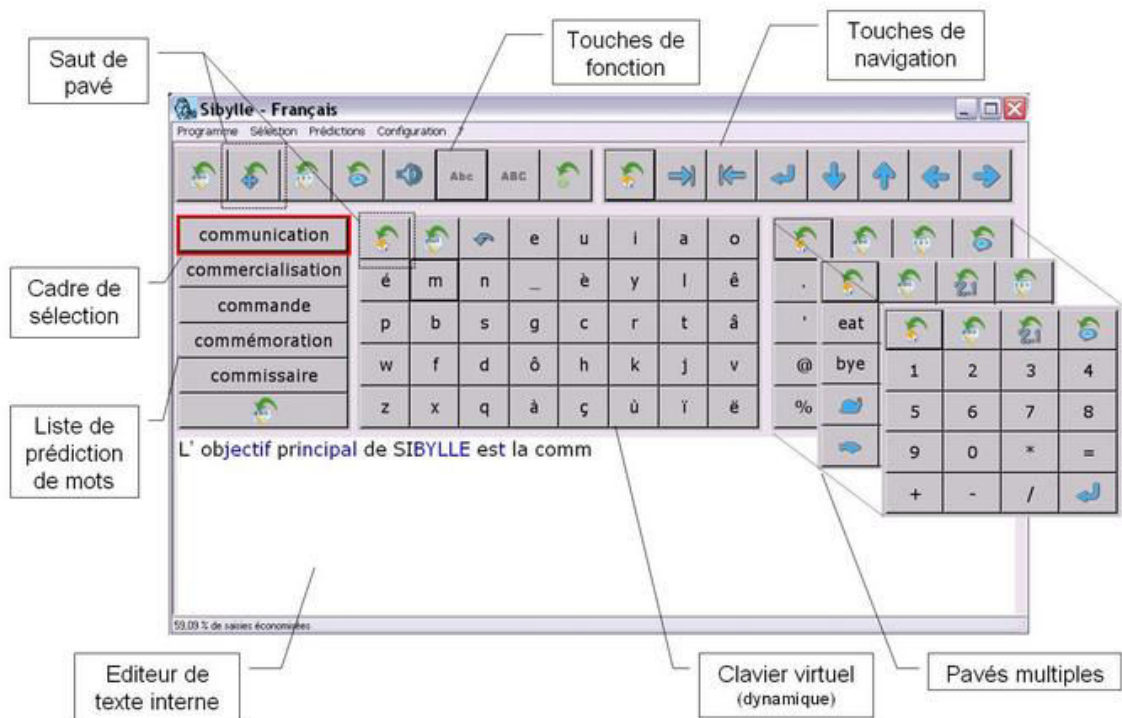 Saut de
pavé
Touches de
fonction
Touches de
navigation
Sibylle - Français
Programme Sélection Prédictions Configuration ?
Abc ABC
communication
commercialisation
commande
commémoration
commissaire
e u i a o
é m n _ è y l ê
p b s g c r t â
w f d ô h k j v
z x q à ç ù ï ë
.
'
@
%
21
eat
bye
21
1 2 3 4
5 6 7 8
9 0 * =
+ - /
Cadre de
sélection
Liste de
prédiction
de mots
L' objectif principal de SIBYLLE est la comm
59,09 % de saisies économisées
Editeur de
texte interne
Clavier virtuel
(dynamique)
Pavés multiples